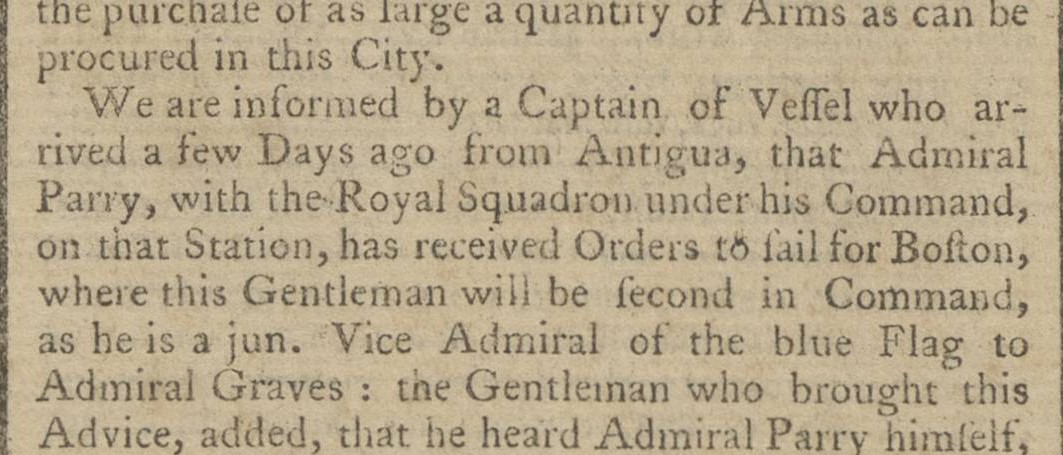 the purchaſe of as large a quantity of Arms as can be
procured in this City.
We are informed by a Captain of Veſſel who ar-
rived a few Days ago from Antigua, that Admiral
Parry, with the Royal Squadron under his Command,
on that Station, has received Orders to ſail for Boſton,
where this Gentleman will be ſecond in Command,
as he is a jun. Vice Admiral of the blue Flag to
Admiral Graves : the Gentleman who brought this
Advice, added, that he heard Admiral Parry himſelf,